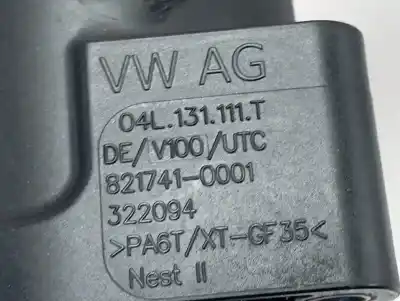 VW AG
04L.131.111.T
DE/V100/UTC
821741-0001
322094
>PA6T/XT-GF35<
Nest II